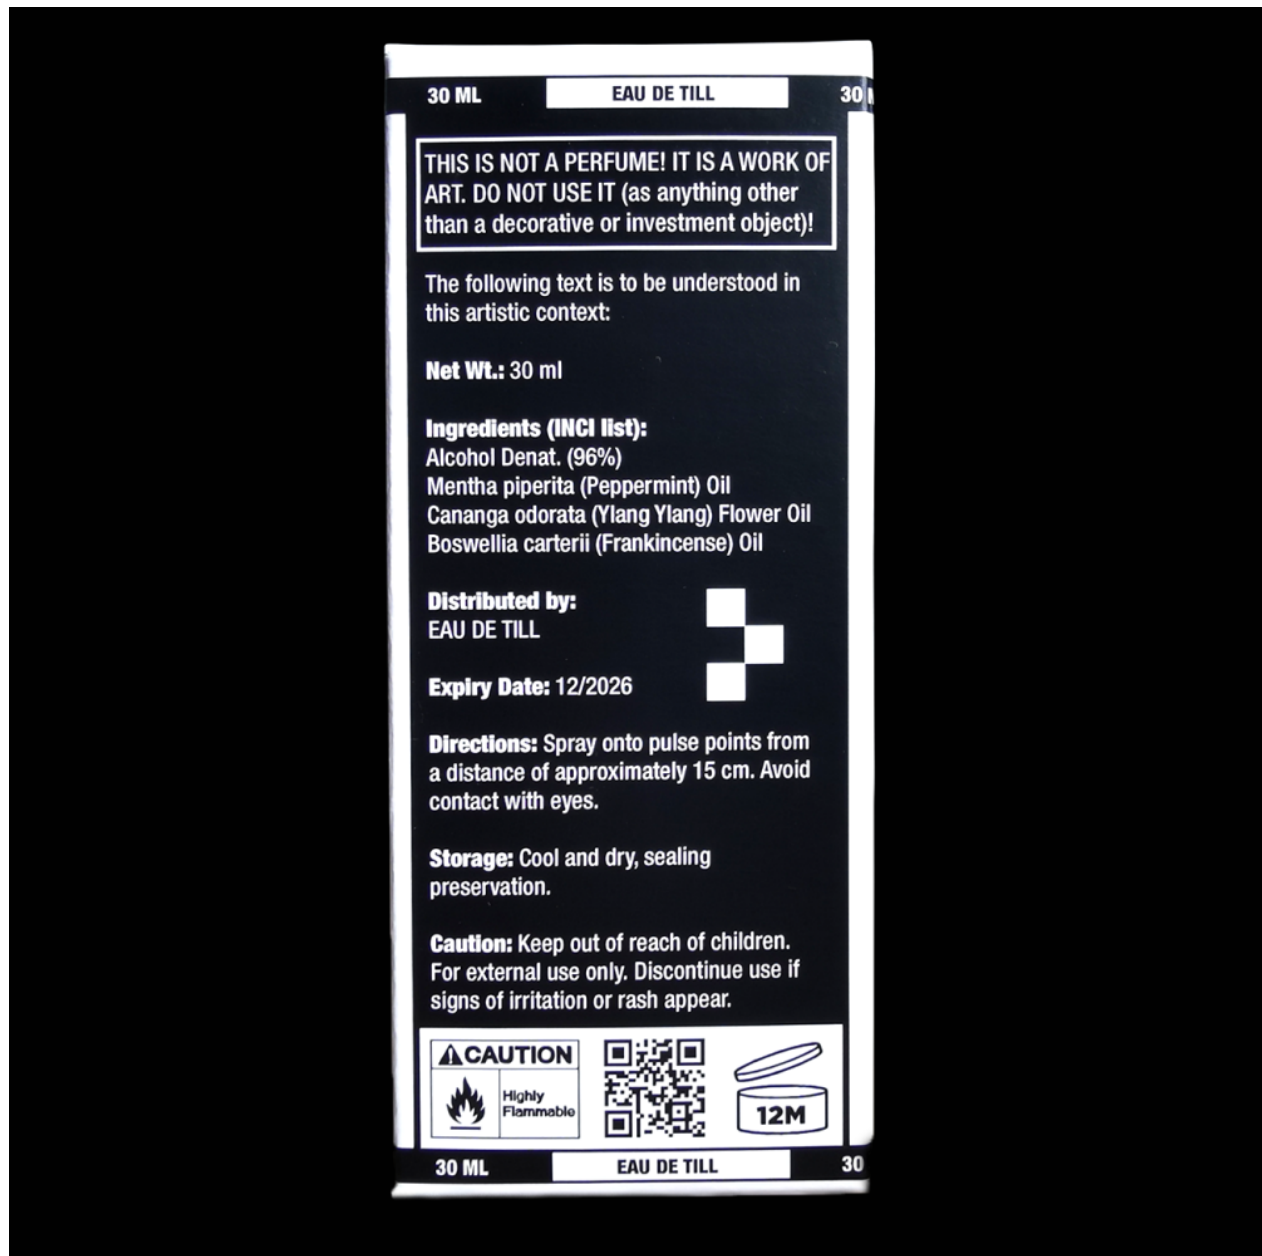 30 ML EAU DE TILL 30
THIS IS NOT A PERFUME! IT IS A WORK OF
ART. DO NOT USE IT (as anything other
than a decorative or investment object)!
The following text is to be understood in
this artistic context:
Net Wt.: 30 ml
Ingredients (INCI list):
Alcohol Denat. (96%)
Mentha piperita (Peppermint) Oil
Cananga odorata (Ylang Ylang) Flower Oil
Boswellia carterii (Frankincense) Oil
Distributed by:
EAU DE TILL
Expiry Date: 12/2026
Directions: Spray onto pulse points from
a distance of approximately 15 cm. Avoid
contact with eyes.
Storage: Cool and dry, sealing
preservation.
Caution: Keep out of reach of children.
For external use only. Discontinue use if
signs of irritation or rash appear.
CAUTION
Highly
Flammable
12M
30 ML EAU DE TILL 30